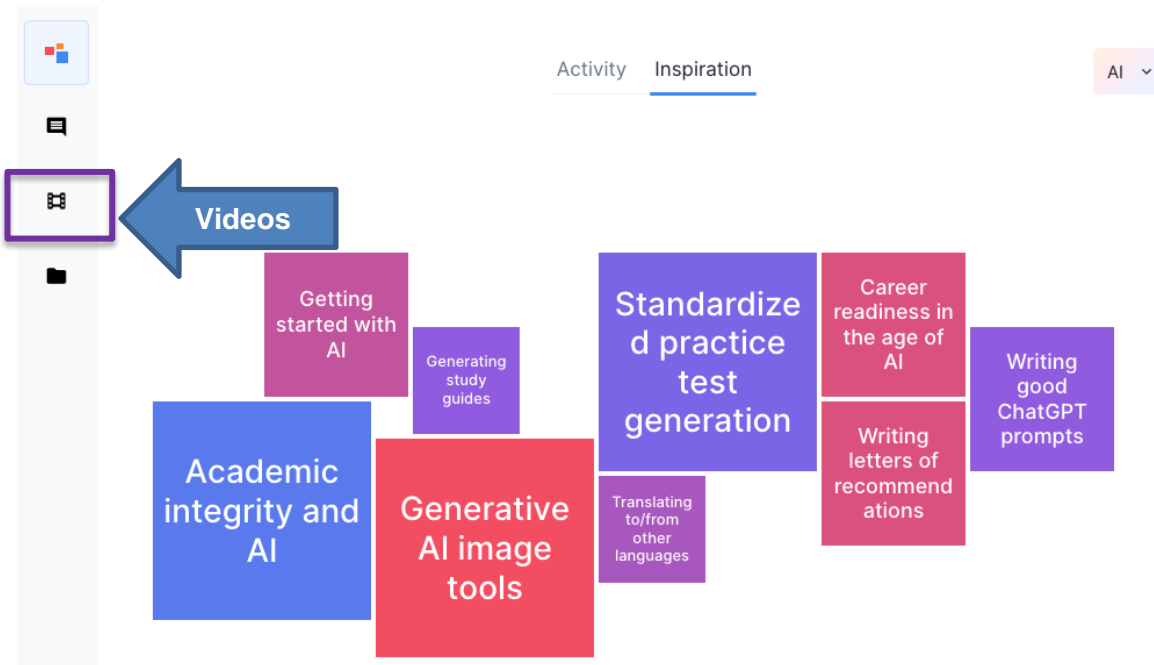 Activity
Inspiration
AI
Videos
Getting
started with
AI
Generating
study
guides
Standardize
d practice
test
generation
Career
readiness in
the age of
AI
Writing
good
ChatGPT
prompts
Academic
integrity and
AI
Generative
AI image
tools
Translating
to/from
other
languages
Writing
letters of
recommend
ations